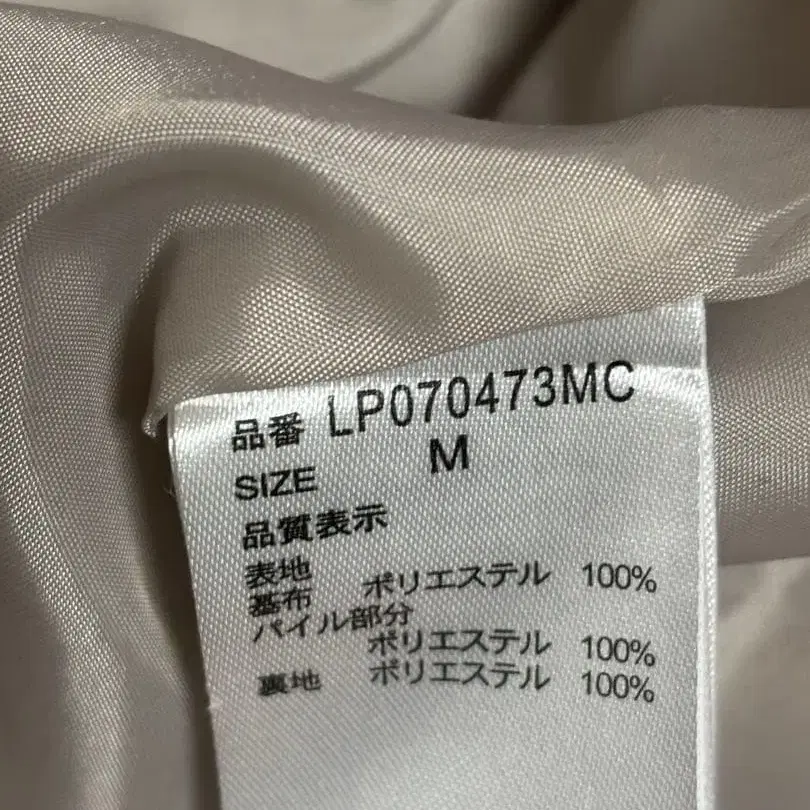 品番 LP070473MC
SIZE M
品質表示
表地
基布 ポリエステル 100%
パイル部分
ポリエステル 100%
裏地 ポリエステル 100%